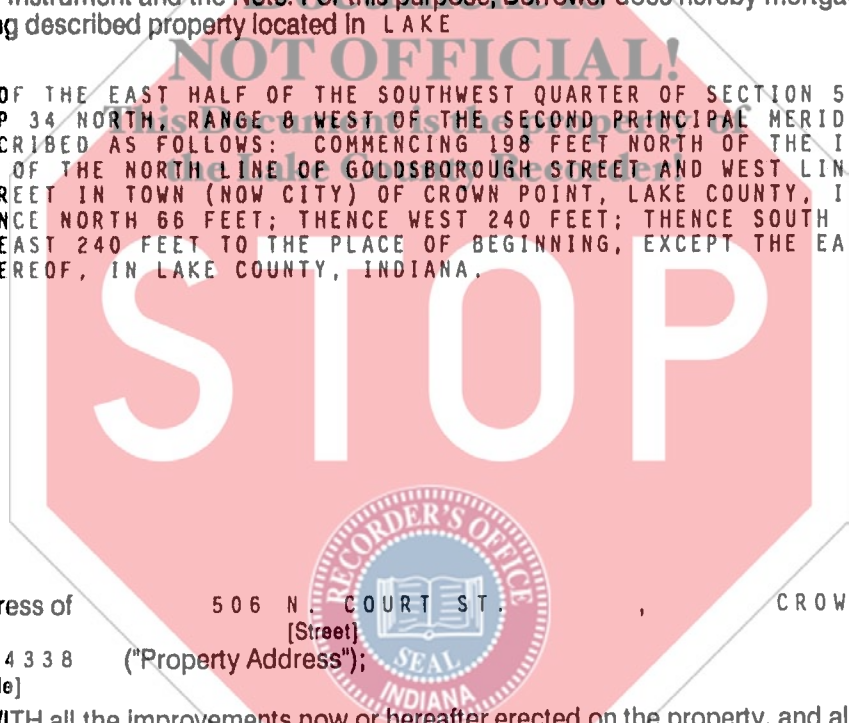 Instrument and the Note. For this purpose, Borrower does hereby mortga
g described property located in LAKE
NOT OFFICIAL!
OF THE EAST HALF OF THE SOUTHWEST QUARTER OF SECTION 5
P 34 NORTH, RANGE 8 WEST OF THE SECOND PRINCIPAL MERID
This Document is the property of
CRIBED AS FOLLOWS: COMMENCING 198 FEET NORTH OF THE I
OF THE NORTH LINE OF GOLDSBOROUGH STREET AND WEST LIN
the Lake County Recorder!
REET IN TOWN (NOW CITY) OF CROWN POINT, LAKE COUNTY, I
NCE NORTH 66 FEET; THENCE WEST 240 FEET; THENCE SOUTH
EAST 240 FEET TO THE PLACE OF BEGINNING, EXCEPT THE EA
EREOF, IN LAKE COUNTY, INDIANA.
STOP
RECORDER'S OFFICE
ress of 506 N. COURT ST. , CROW
[Street]
4338 ("Property Address");
SEAL
e]
INDIANA
WITH all the improvements now or hereafter erected on the property, and al